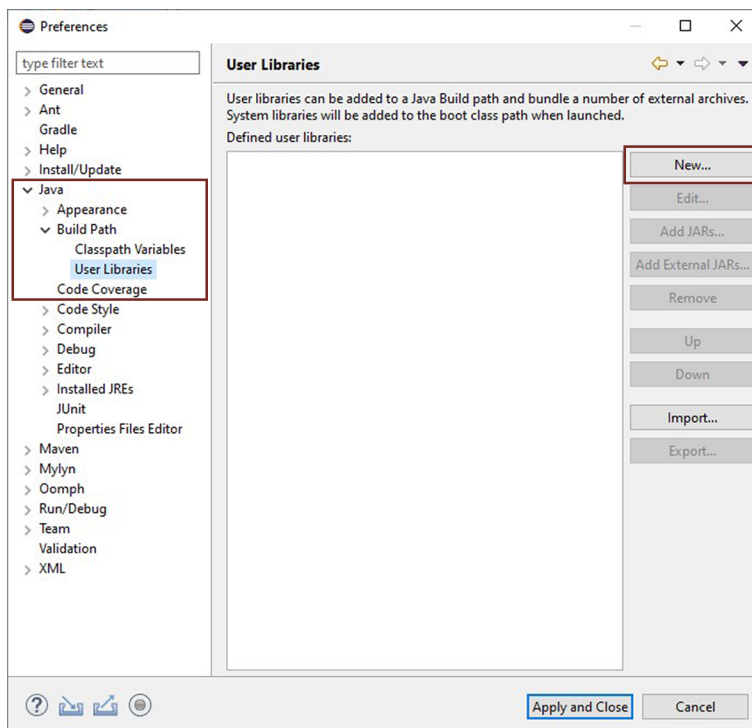 Preferences
type filter text
General
Ant
Gradle
Help
Install/Update
Java
Appearance
Build Path
Classpath Variables
User Libraries
Code Coverage
Code Style
Compiler
Debug
Editor
Installed JREs
JUnit
Properties Files Editor
Maven
Mylyn
Oomph
Run/Debug
Team
Validation
XML
User Libraries
User libraries can be added to a Java Build path and bundle a number of external archives.
System libraries will be added to the boot class path when launched.
Defined user libraries:
New...
Edit...
Add JARs...
Add External JARs...
Remove
Up
Down
Import...
Export...
Apply and Close
Cancel